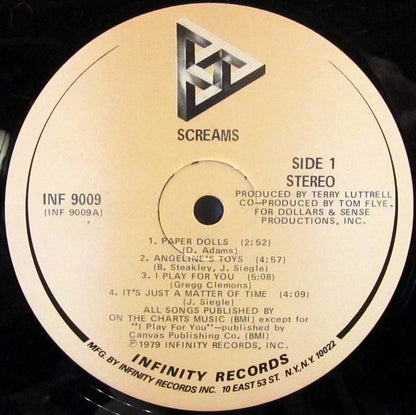 SCREAMS
SIDE 1
STEREO
INF 9009
(INF 9009A)
PRODUCED BY TERRY LUTTRELL
CO-PRODUCED BY TOM FLYE.
FOR DOLLARS & SENSE
PRODUCTIONS, INC.
1. PAPER DOLLS (2:52)
(D. Adams)
2. ANGELINE'S TOYS (4:57)
(B. Steakley, J. Siegle)
3. I PLAY FOR YOU (5:08)
(Gregg Clemons)
4. IT'S JUST A MATTER OF TIME (4:09)
(J. Siegle)
ALL SONGS PUBLISHED BY
ON THE CHARTS MUSIC (BMI) except for
"I Play For You"—published by
Canvas Publishing Co. (BMI)
Ⓟ1979 INFINITY RECORDS, INC.
INFINITY RECORDS
MFG. BY INFINITY RECORDS INC. 10 EAST 53 ST. N.Y., N.Y. 10022